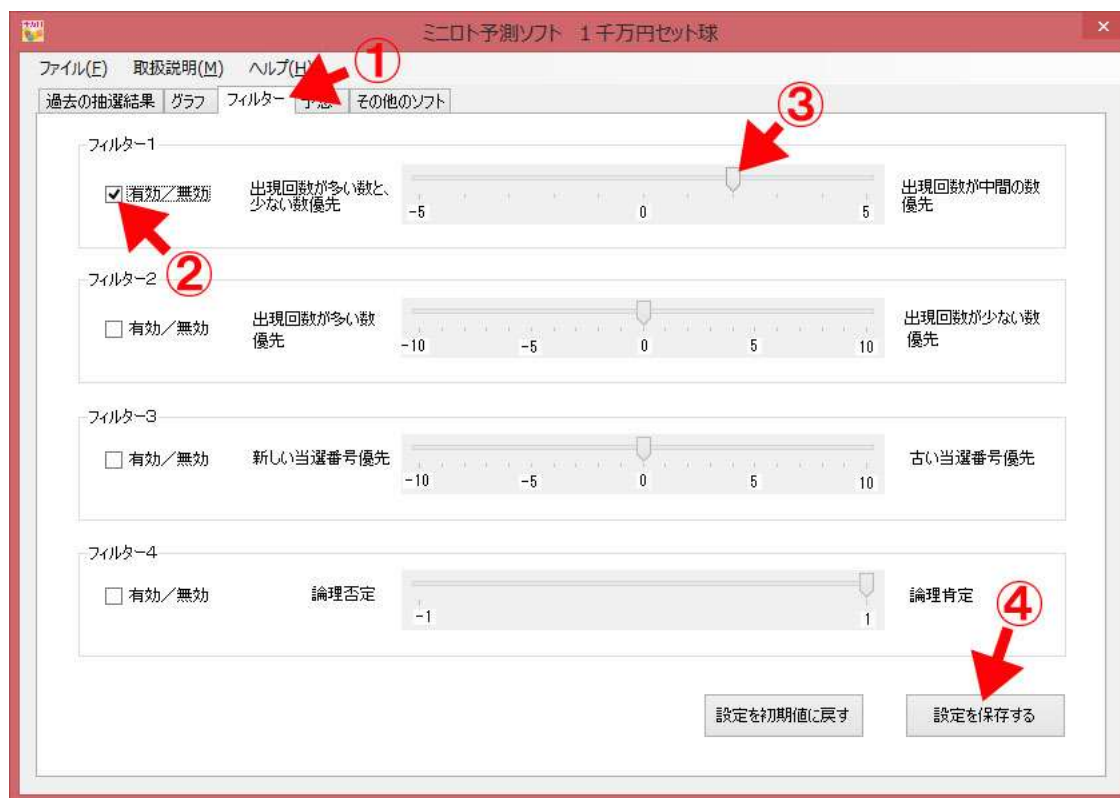 ミニロト予測ソフト １千万円セット球
×
ファイル(F) 取扱説明(M) ヘルプ(H)
①
過去の抽選結果 グラフ フィルター 予想 その他のソフト
③
フィルター1
有効／無効
出現回数が多い数と、
少ない数優先
-5 0 5
出現回数が中間の数
優先
②
フィルター2
有効／無効
出現回数が多い数
優先
-10 -5 0 5 10
出現回数が少ない数
優先
フィルター3
有効／無効
新しい当選番号優先
-10 -5 0 5 10
古い当選番号優先
フィルター4
有効／無効
論理否定
-1 1
論理肯定
④
設定を初期値に戻す
設定を保存する